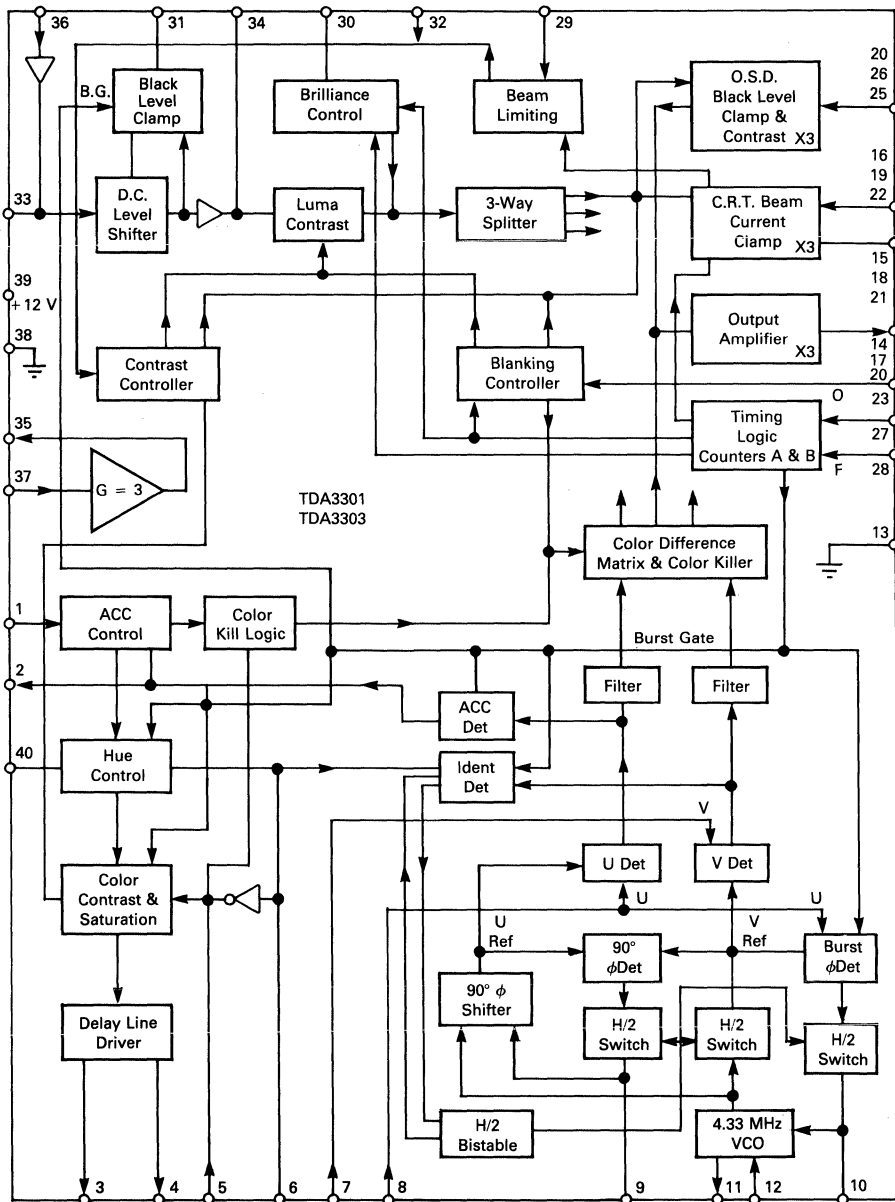 36
31
34
30
32
29
20
26
25
B.G.
Black
Level
Clamp
Brilliance
Control
Beam
Limiting
O.S.D.
Black Level
Clamp &
Contrast
X3
16
19
22
33
D.C.
Level
Shifter
Luma
Contrast
3-Way
Splitter
C.R.T. Beam
Current
Clamp
X3
15
18
21
39
+12 V
38
Contrast
Controller
Blanking
Controller
Output
Amplifier
X3
14
17
20
35
37
G = 3
TDA3301
TDA3303
Timing
Logic
Counters A & B
O
23
27
F
28
13
Color Difference
Matrix & Color Killer
1
ACC
Control
Color
Kill Logic
Burst Gate
2
Filter
Filter
ACC
Det
40
Hue
Control
Ident
Det
V
U Det
V Det
Color
Contrast &
Saturation
U
Ref
U
V
Ref
U
90°
ϕDet
Burst
ϕDet
90° ϕ
Shifter
Delay Line
Driver
H/2
Switch
H/2
Switch
H/2
Switch
H/2
Bistable
4.33 MHz
VCO
3
4
5
6
7
8
9
11
12
10